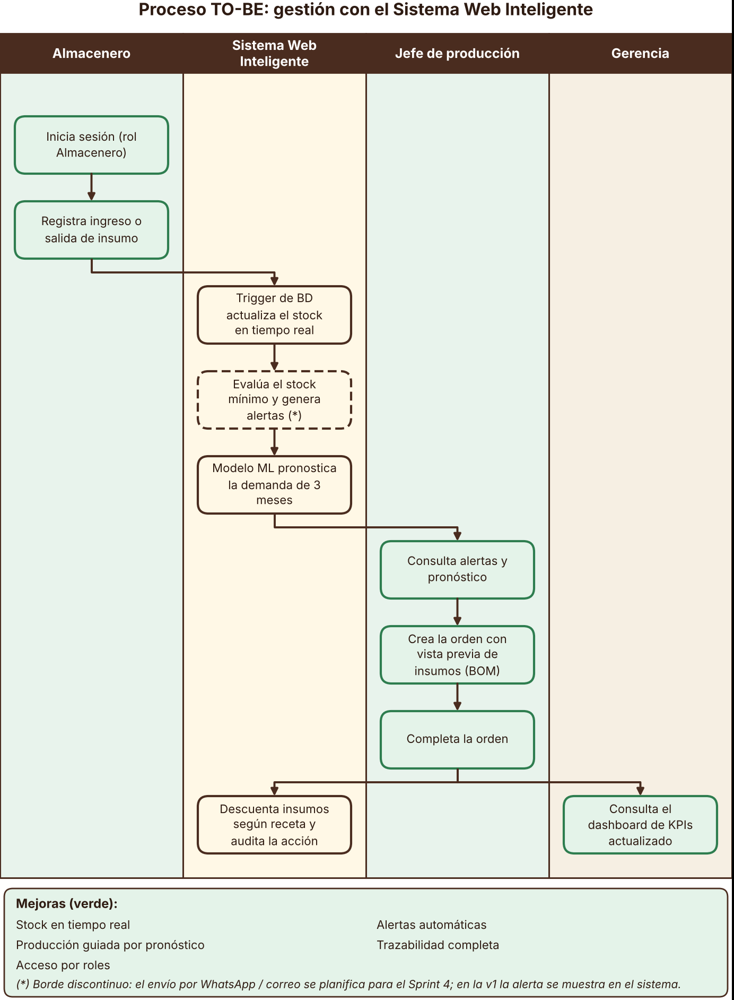 Proceso TO-BE: gestión con el Sistema Web Inteligente
Almacenero
Sistema Web
Inteligente
Jefe de producción
Gerencia
Inicia sesión (rol
Almacenero)
Registra ingreso o
salida de insumo
Trigger de BD
actualiza el stock
en tiempo real
Evalúa el stock
mínimo y genera
alertas (*)
Modelo ML pronostica
la demanda de 3
meses
Consulta alertas y
pronóstico
Crea la orden con
vista previa de
insumos (BOM)
Completa la orden
Descuenta insumos
según receta y
audita la acción
Consulta el
dashboard de KPIs
actualizado
Mejoras (verde):
Stock en tiempo real
Alertas automáticas
Producción guiada por pronóstico
Trazabilidad completa
Acceso por roles
(*) Borde discontinuo: el envío por WhatsApp / correo se planifica para el Sprint 4; en la v1 la alerta se muestra en el sistema.